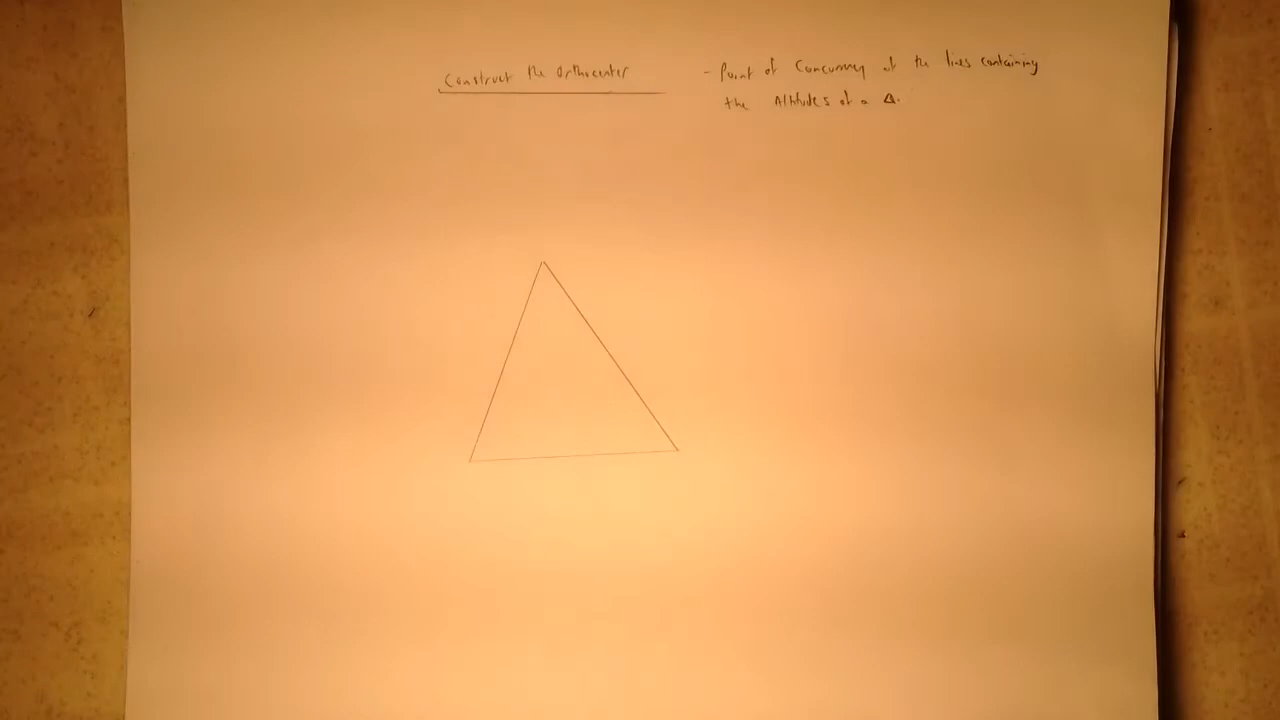 Construct the Orthocenter
- Point of Concurrency of the lines containing
the Altitudes of a Δ.